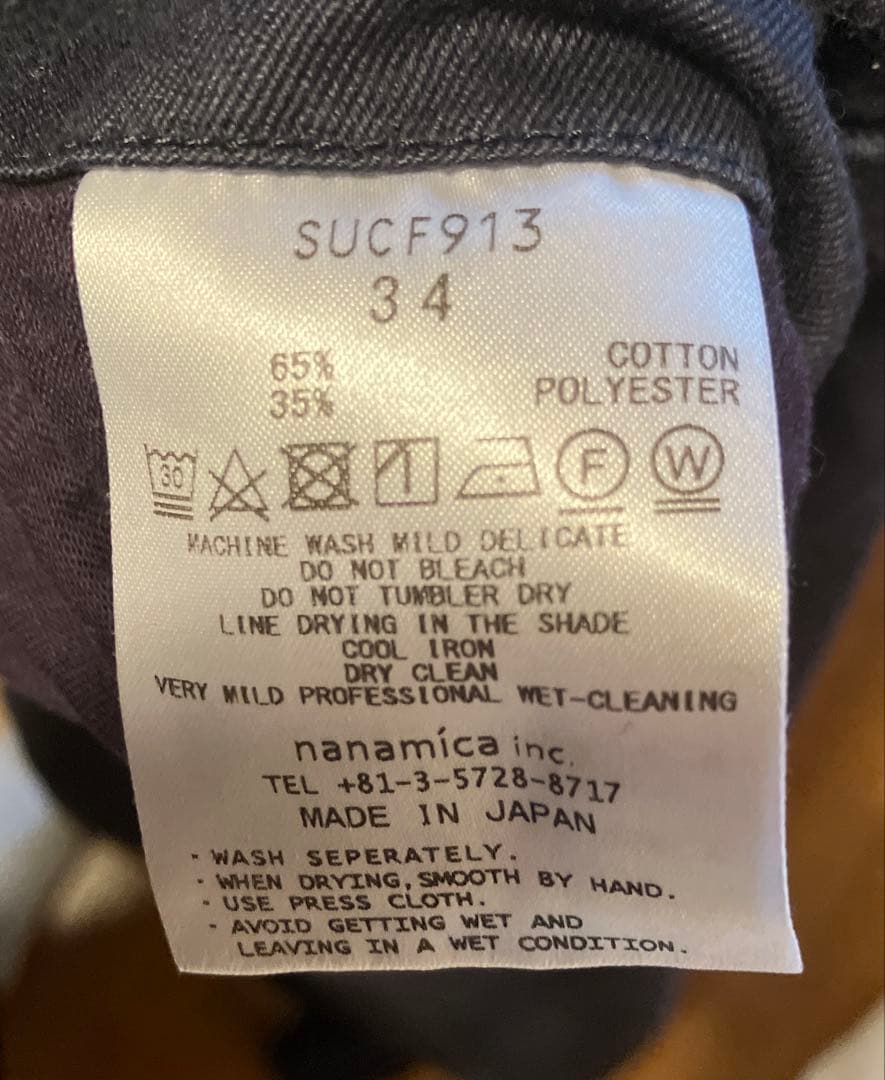 SUCF913
34
65% COTTON
35% POLYESTER
30 F W
MACHINE WASH MILD DELICATE
DO NOT BLEACH
DO NOT TUMBLER DRY
LINE DRYING IN THE SHADE
COOL IRON
DRY CLEAN
VERY MILD PROFESSIONAL WET-CLEANING
nanamíca inc.
TEL +81-3-5728-8717
MADE IN JAPAN
· WASH SEPERATELY.
· WHEN DRYING, SMOOTH BY HAND.
· USE PRESS CLOTH.
· AVOID GETTING WET AND
LEAVING IN A WET CONDITION.